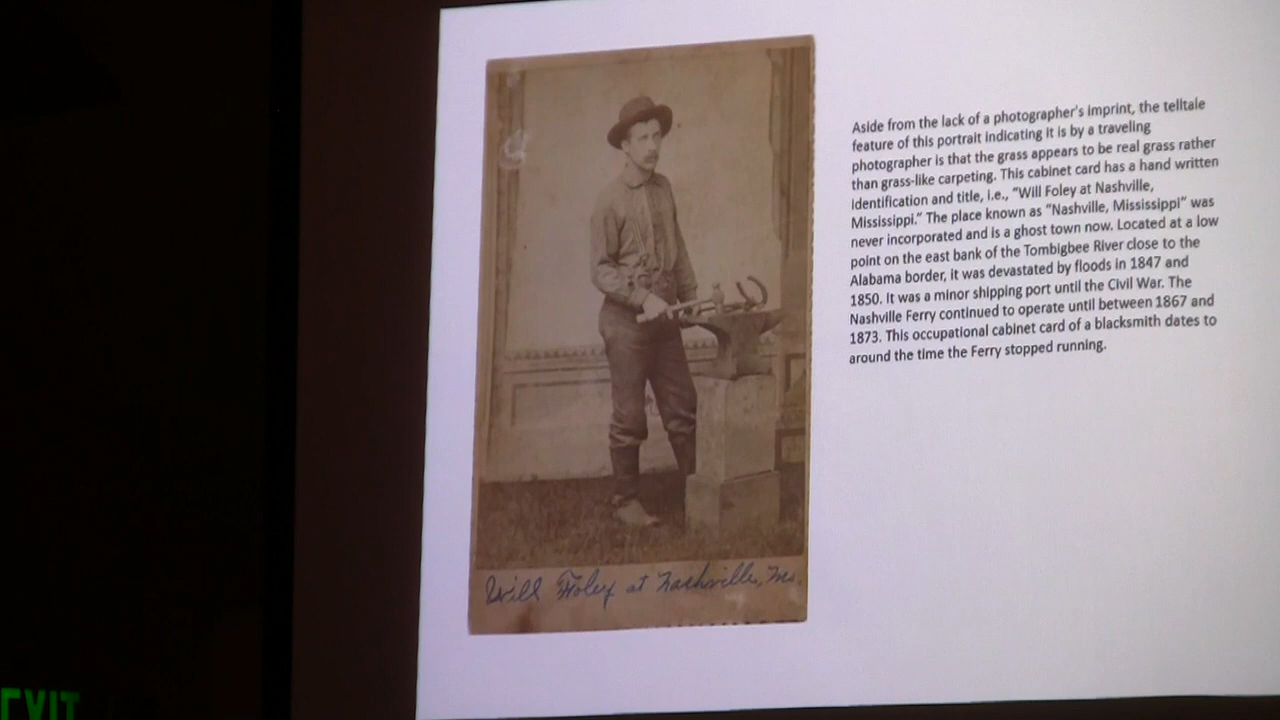 Aside from the lack of a photographer's imprint, the telltale
feature of this portrait indicating it is by a traveling
photographer is that the grass appears to be real grass rather
than grass-like carpeting. This cabinet card has a hand written
identification and title, i.e., "Will Foley at Nashville,
Mississippi." The place known as "Nashville, Mississippi" was
never incorporated and is a ghost town now. Located at a low
point on the east bank of the Tombigbee River close to the
Alabama border, it was devastated by floods in 1847 and
1850. It was a minor shipping port until the Civil War. The
Nashville Ferry continued to operate until between 1867 and
1873. This occupational cabinet card of a blacksmith dates to
around the time the Ferry stopped running.
Will Foley at Nashville, Ms.
EXIT